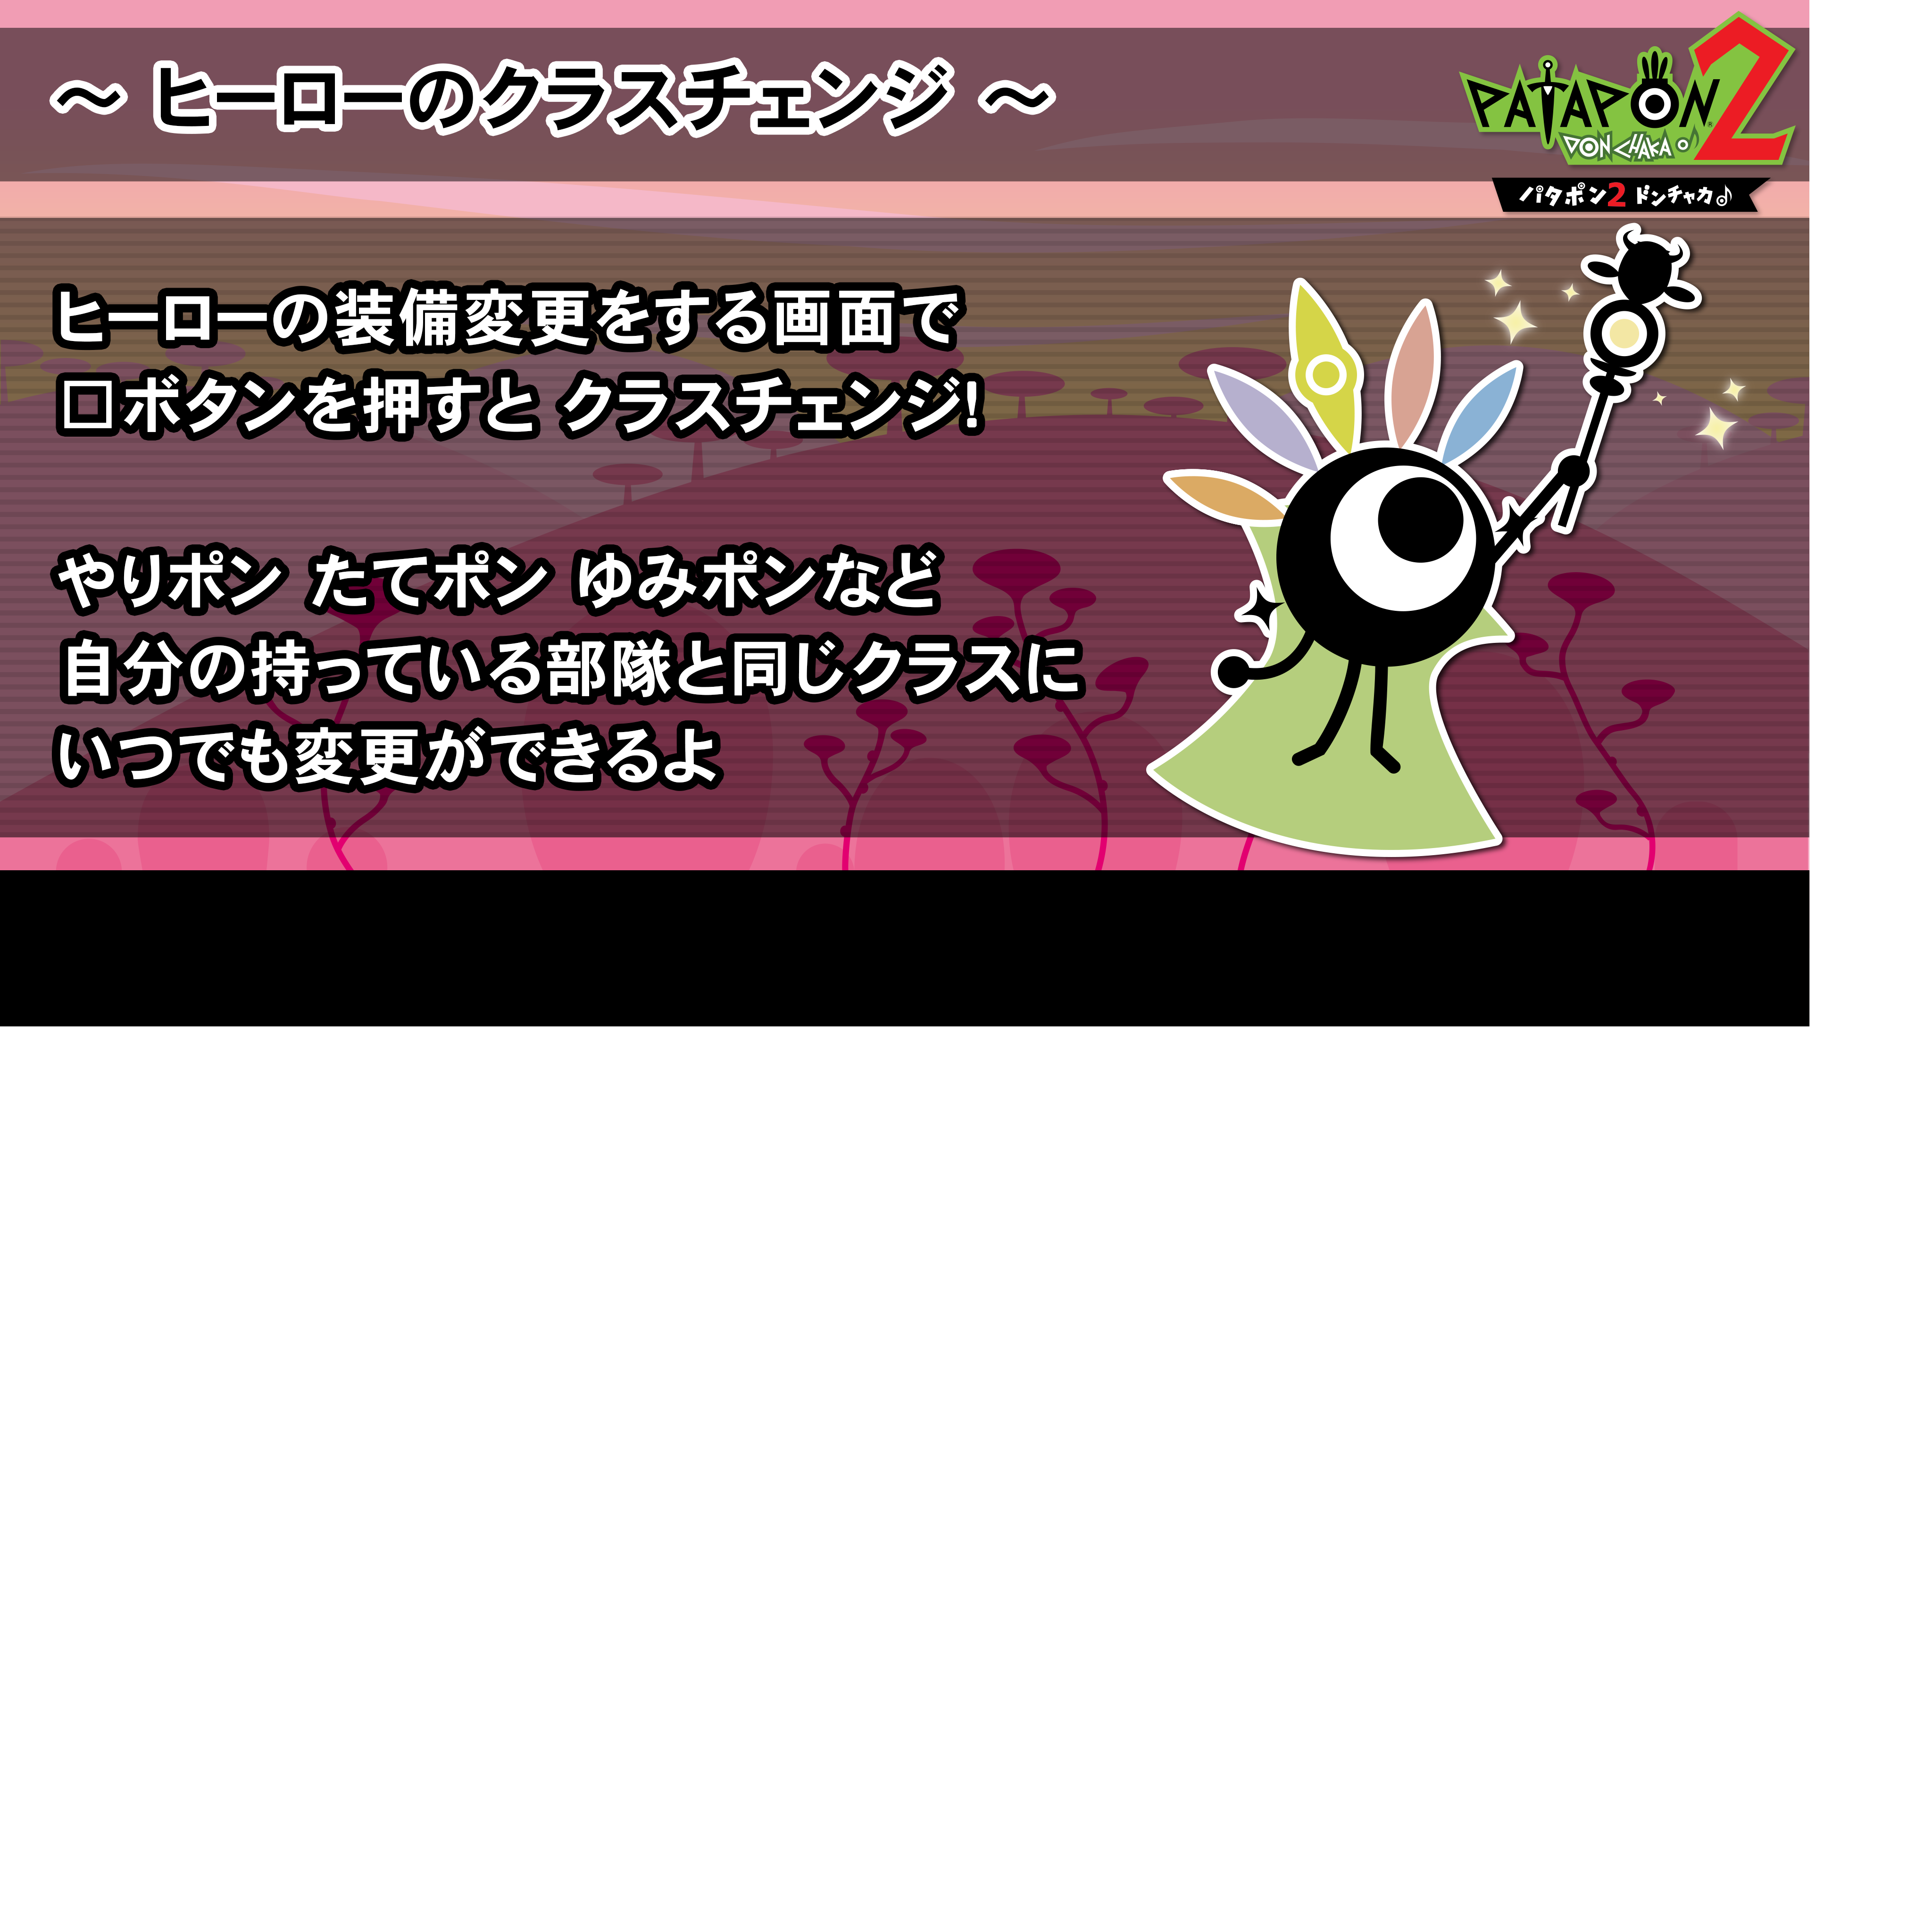 ～ ヒーローのクラスチェンジ ～
PATAPON2
DON CHAKA♪
パタポン2 ドンチャカ♪
ヒーローの装備変更をする画面で
□ボタンを押すと クラスチェンジ!
やりポン たてポン ゆみポンなど
自分の持っている部隊と同じクラスに
いつでも変更ができるよ